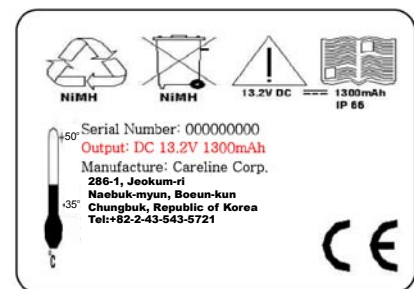 NiMH
NiMH
13.2V DC
1300mAh
IP 66
+50°
Serial Number: 000000000
Output: DC 13.2V 1300mAh
Manufacture: Careline Corp.
286-1, Jeokum-ri
Naebuk-myun, Boeun-kun
-35°
Chungbuk, Republic of Korea
Tel:+82-2-43-543-5721
°C
CE